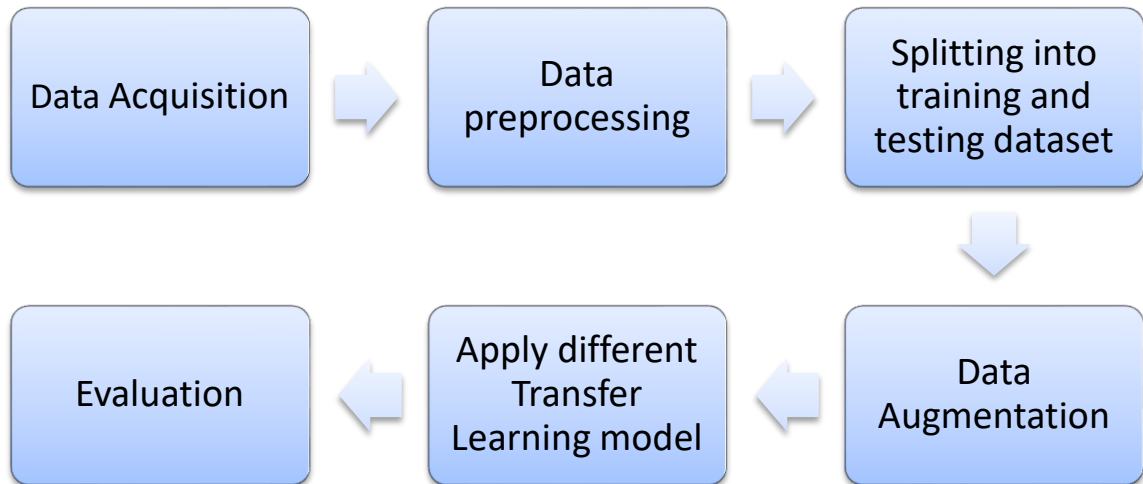 Data Acquisition
Data
preprocessing
Splitting into
training and
testing dataset
Data
Augmentation
Apply different
Transfer
Learning model
Evaluation